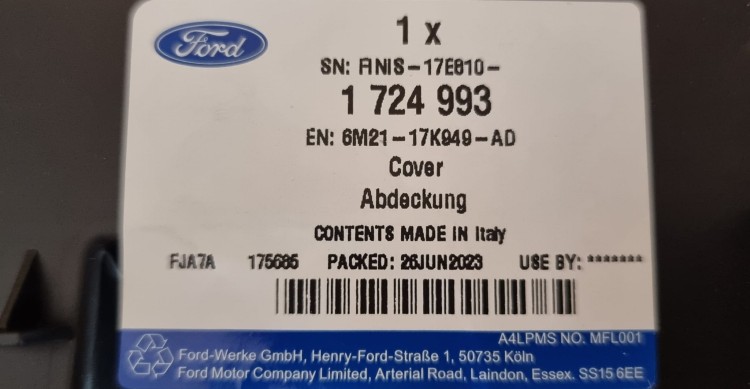 Ford
1 x
SN: FINIS-17E810-
1 724 993
EN: 6M21-17K949-AD
Cover
Abdeckung
CONTENTS MADE IN Italy
FJA7A 175685 PACKED: 26JUN2023 USE BY: *******
A4LPMS NO. MFL001
Ford-Werke GmbH, Henry-Ford-Straße 1, 50735 Köln
Ford Motor Company Limited, Arterial Road, Laindon, Essex. SS15 6EE